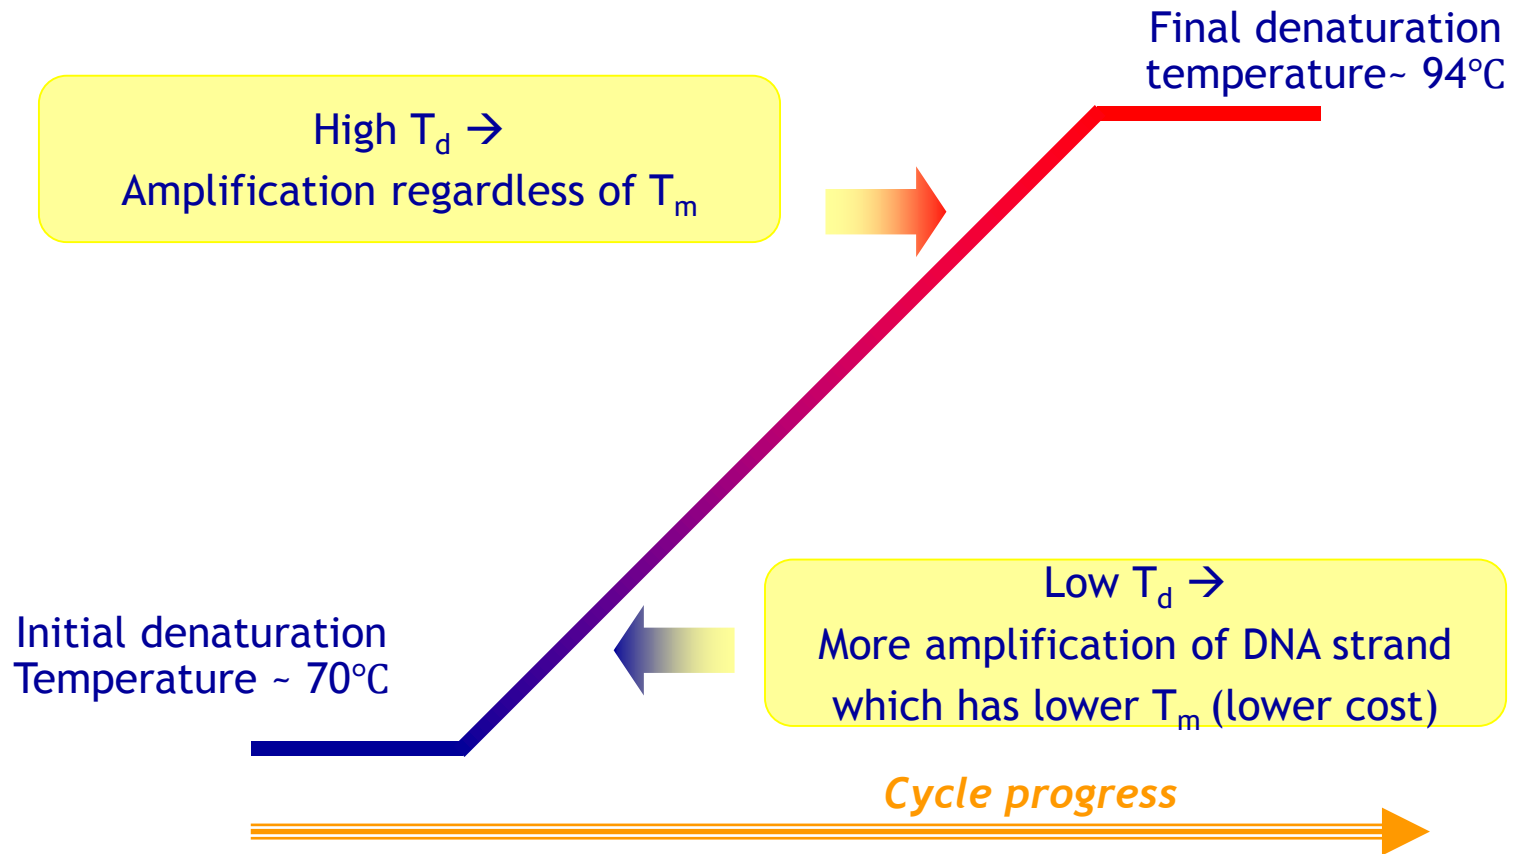 Final denaturation
temperature~ 94℃
High Td →
Amplification regardless of Tm
Low Td →
More amplification of DNA strand
which has lower Tm (lower cost)
Initial denaturation
Temperature ~ 70℃
Cycle progress